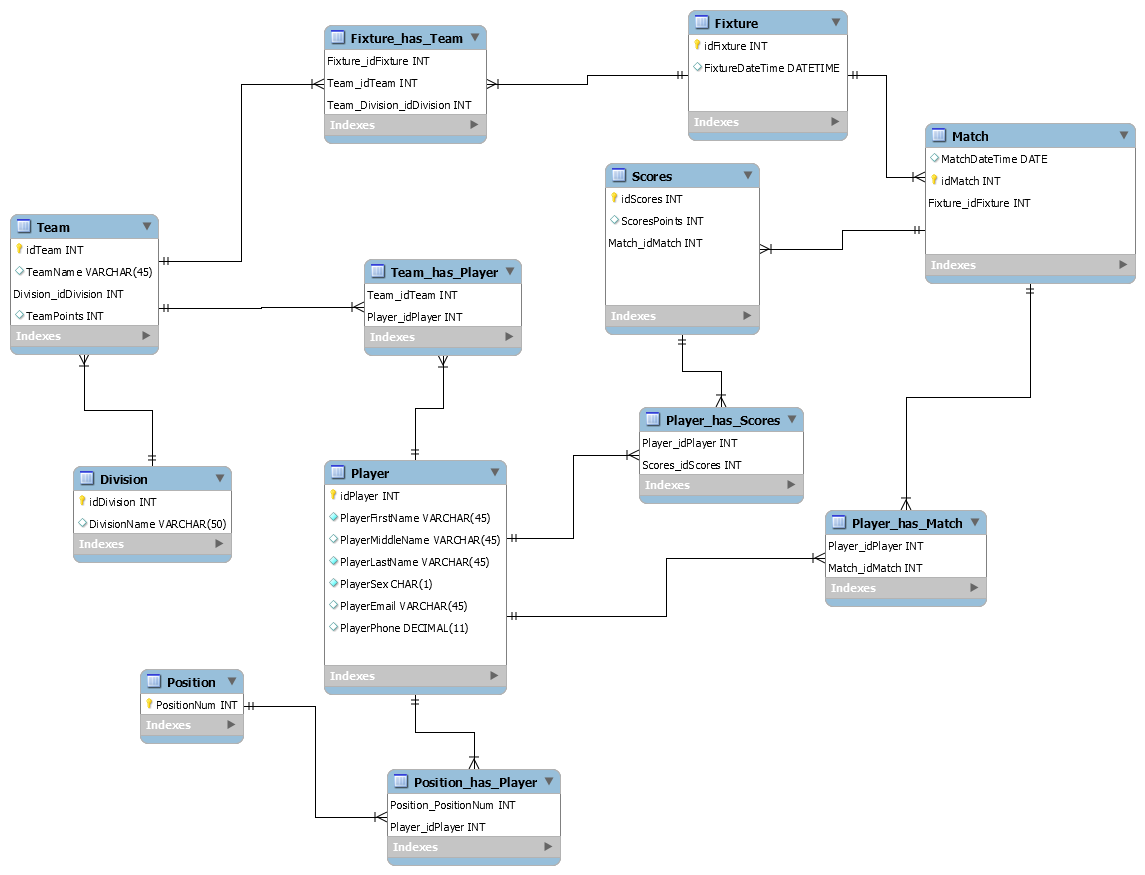 Fixture_has_Team
Fixture_idFixture INT
Team_idTeam INT
Team_Division_idDivision INT
Indexes
Fixture
idFixture INT
FixtureDateTime DATETIME
Indexes
Match
MatchDateTime DATE
idMatch INT
Fixture_idFixture INT
Indexes
Scores
idScores INT
ScoresPoints INT
Match_idMatch INT
Indexes
Team
idTeam INT
TeamName VARCHAR(45)
Division_idDivision INT
TeamPoints INT
Indexes
Team_has_Player
Team_idTeam INT
Player_idPlayer INT
Indexes
Player_has_Scores
Player_idPlayer INT
Scores_idScores INT
Indexes
Division
idDivision INT
DivisionName VARCHAR(50)
Indexes
Player
idPlayer INT
PlayerFirstName VARCHAR(45)
PlayerMiddleName VARCHAR(45)
PlayerLastName VARCHAR(45)
PlayerSex CHAR(1)
PlayerEmail VARCHAR(45)
PlayerPhone DECIMAL(11)
Indexes
Player_has_Match
Player_idPlayer INT
Match_idMatch INT
Indexes
Position
PositionNum INT
Indexes
Position_has_Player
Position_PositionNum INT
Player_idPlayer INT
Indexes